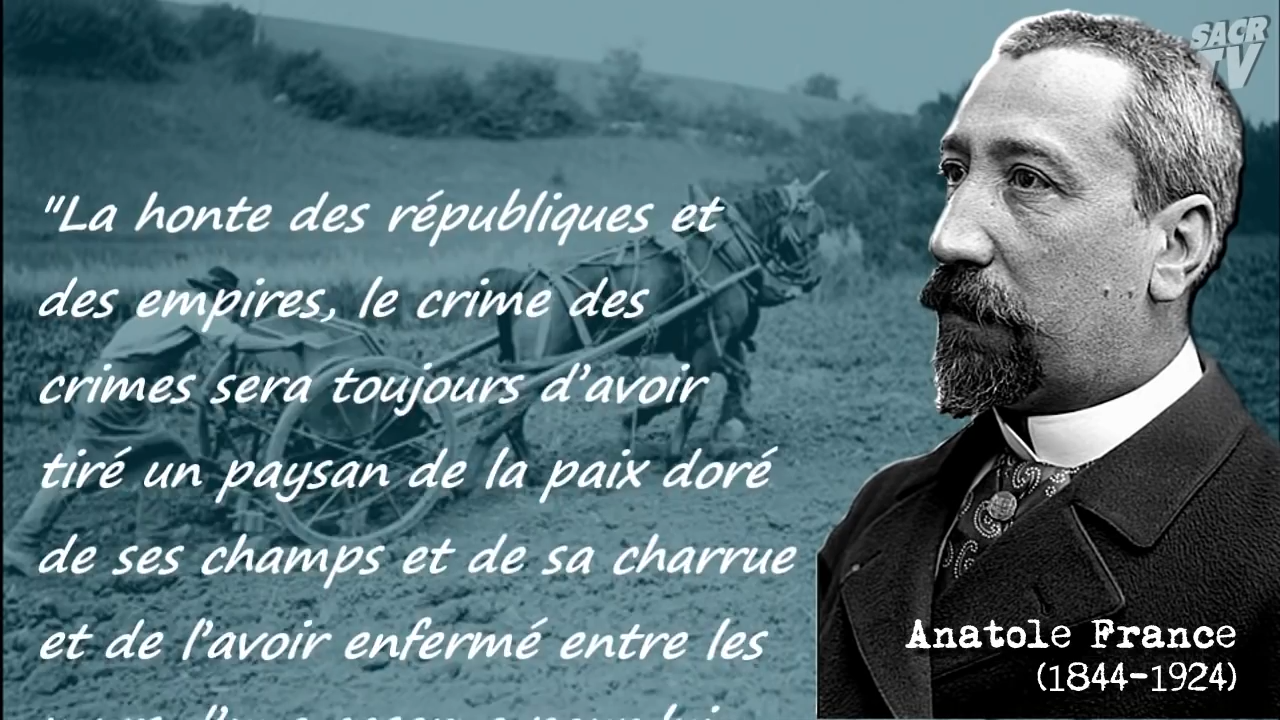 "La honte des républiques et
des empires, le crime des
crimes sera toujours d'avoir
tiré un paysan de la paix doré
de ses champs et de sa charrue
et de l'avoir enfermé entre les
SACR
TV
Anatole France
(1844-1924)